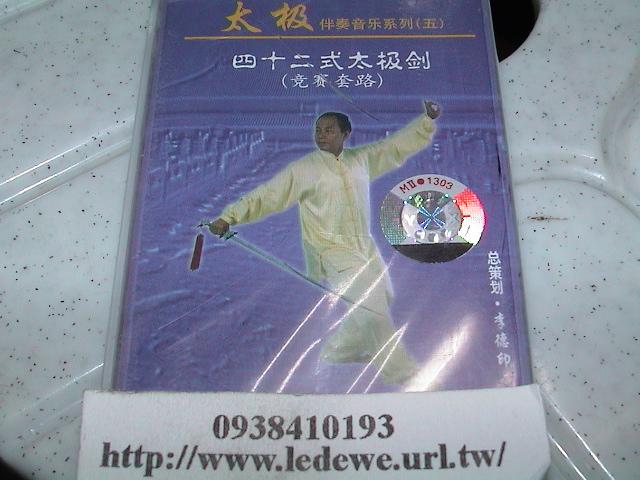 太极 伴奏音乐系列(五)
四十二式太极剑
(竞赛套路)
MII●1303
总策划·李德印
0938410193
http://www.ledewe.url.tw/